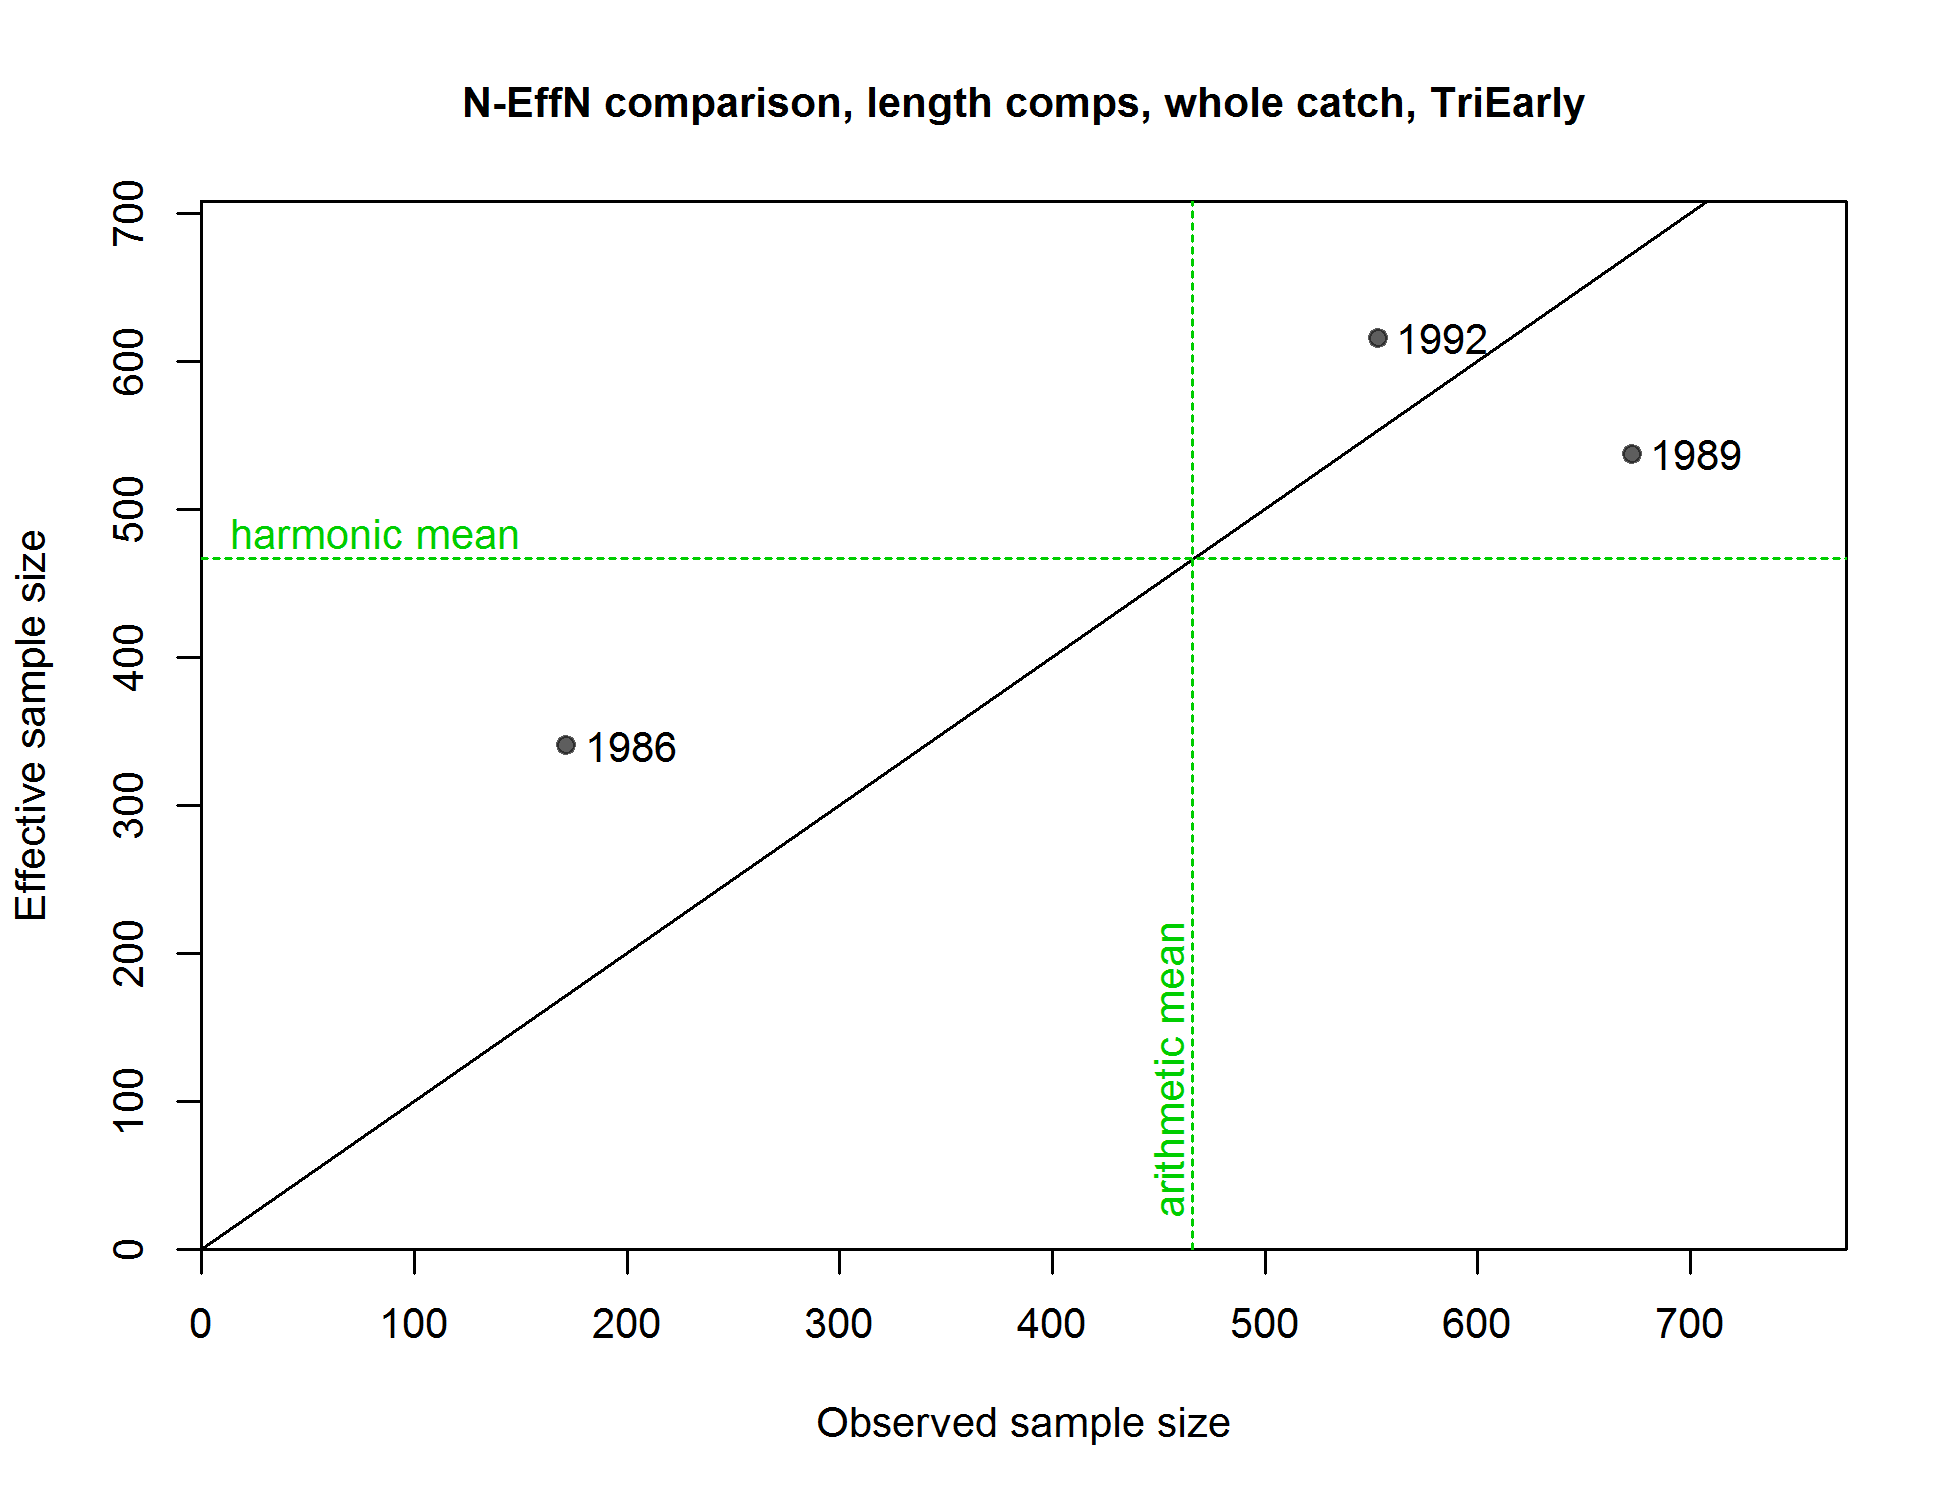 N-EffN comparison, length comps, whole catch, TriEarly
Effective sample size
700
600
500
400
300
200
100
0
1992
1989
harmonic mean
1986
arithmetic mean
0 100 200 300 400 500 600 700
Observed sample size